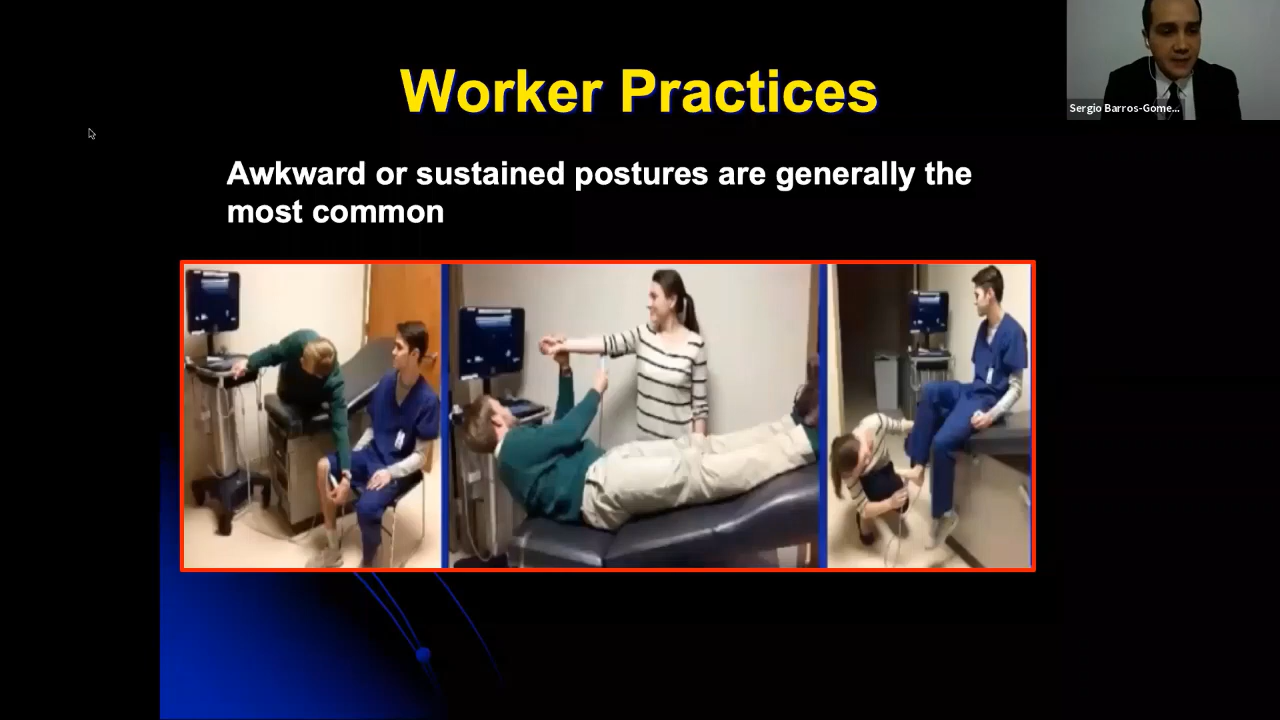 Worker Practices
Sergio Barros-Gome...
Awkward or sustained postures are generally the
most common